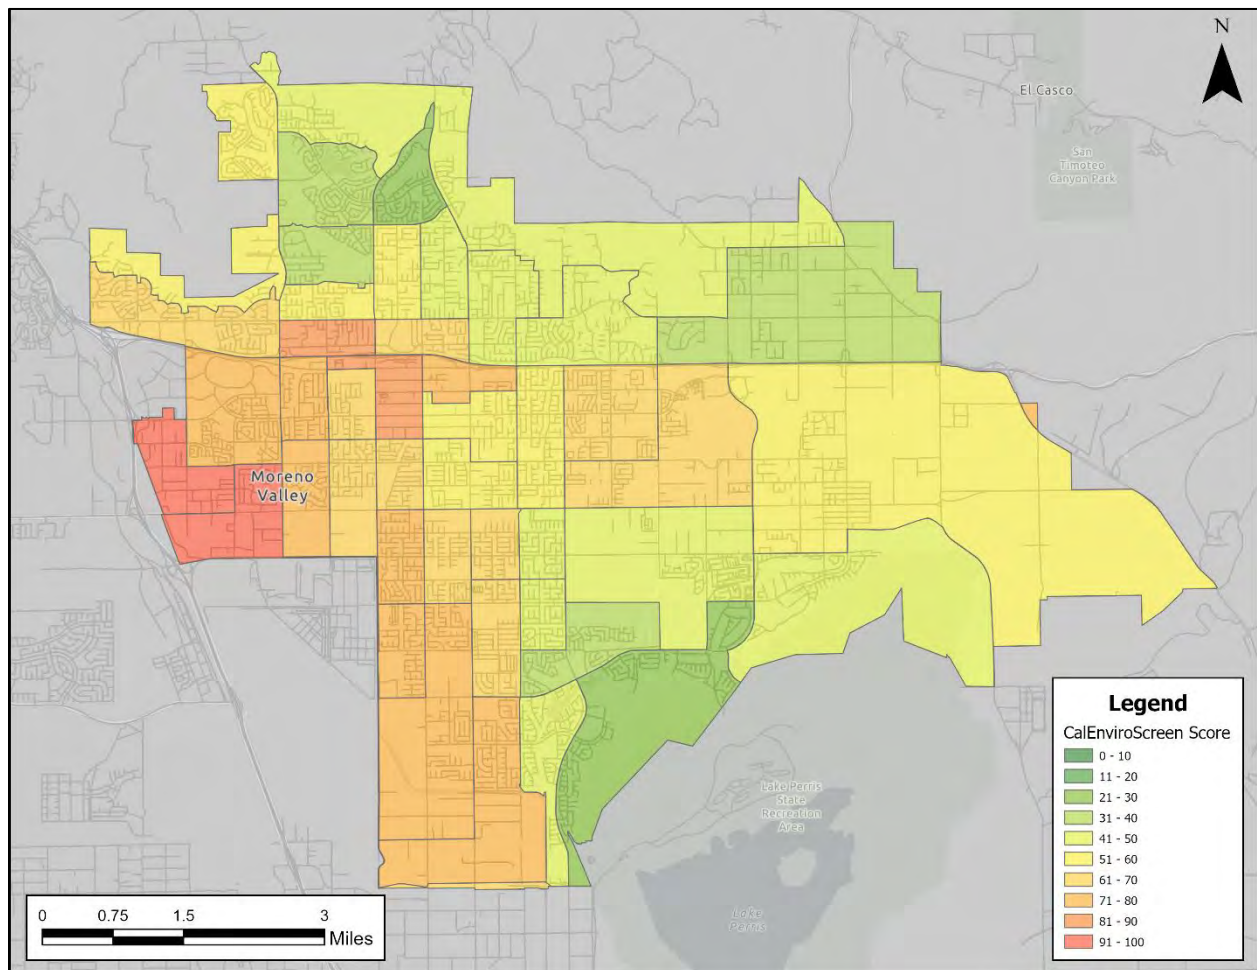 N
El Casco
San
Timoteo
Canyon Park
Moreno
Valley
Lake Perris
State
Recreation
Area
Lake
Perris
Legend
CalEnviroScreen Score
0 - 10
11 - 20
21 - 30
31 - 40
41 - 50
51 - 60
61 - 70
71 - 80
81 - 90
91 - 100
0 0.75 1.5 3
Miles